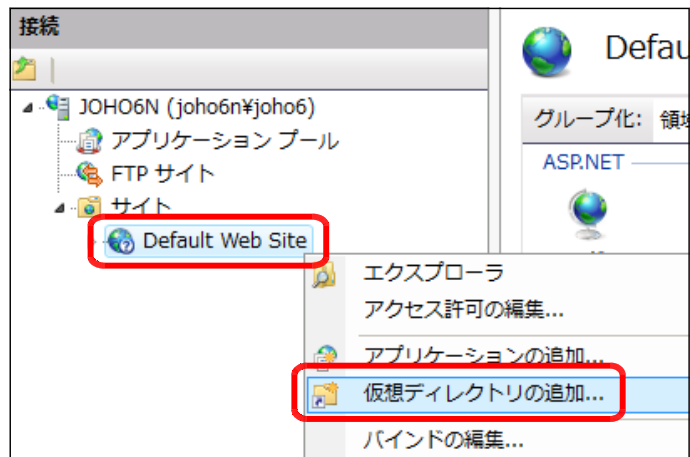 接続
Defau
JOHO6N (joho6n¥joho6)
グループ化: 領域
アプリケーション プール
ASP.NET
FTP サイト
サイト
Default Web Site
エクスプローラ
アクセス許可の編集...
アプリケーションの追加...
仮想ディレクトリの追加...
バインドの編集...